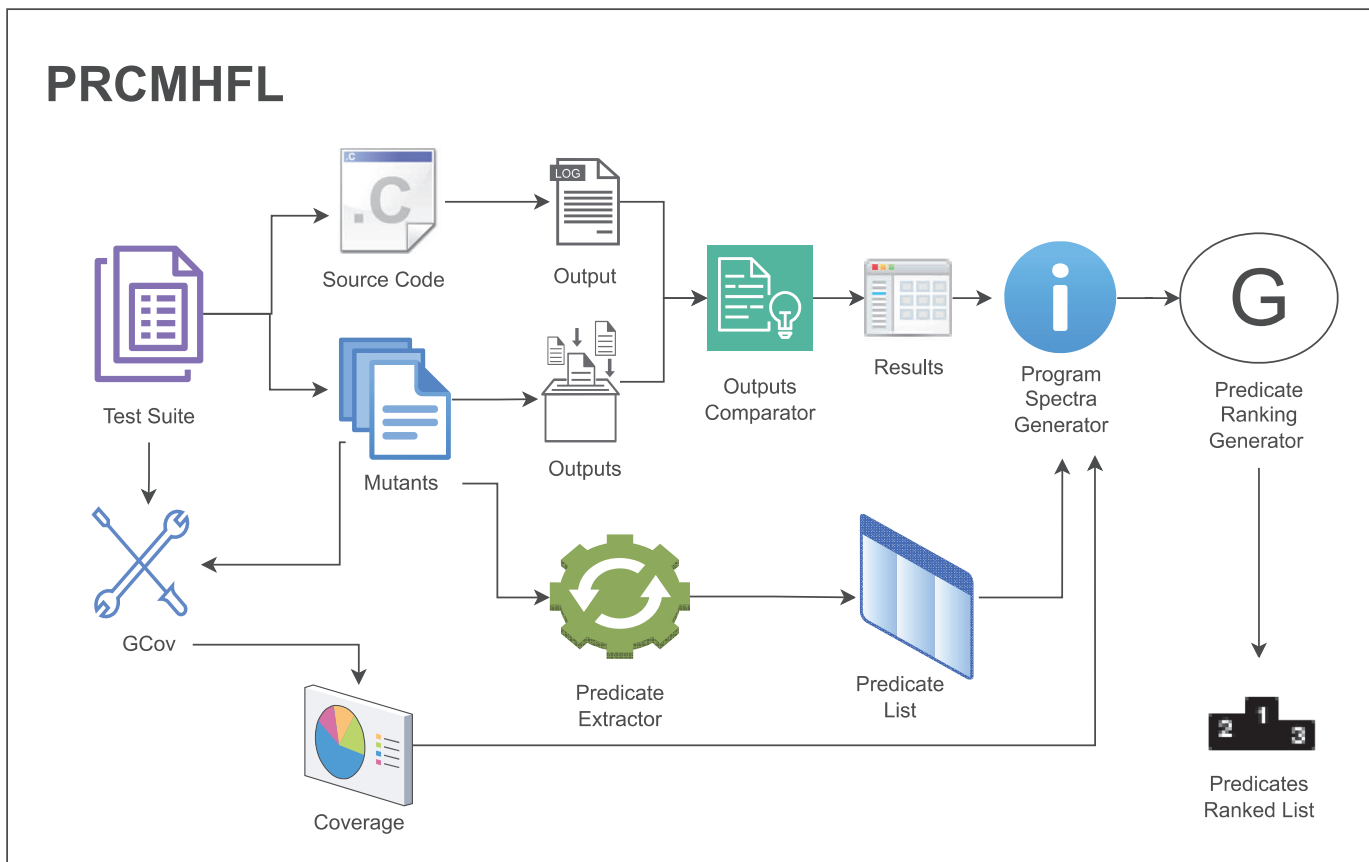 PRCMHFL
.C
.C
Source Code
LOG
Output
Test Suite
Mutants
Outputs
Outputs
Comparator
Results
i
Program
Spectra
Generator
G
Predicate
Ranking
Generator
GCov
Predicate
Extractor
Predicate
List
Coverage
2
1
3
Predicates
Ranked List